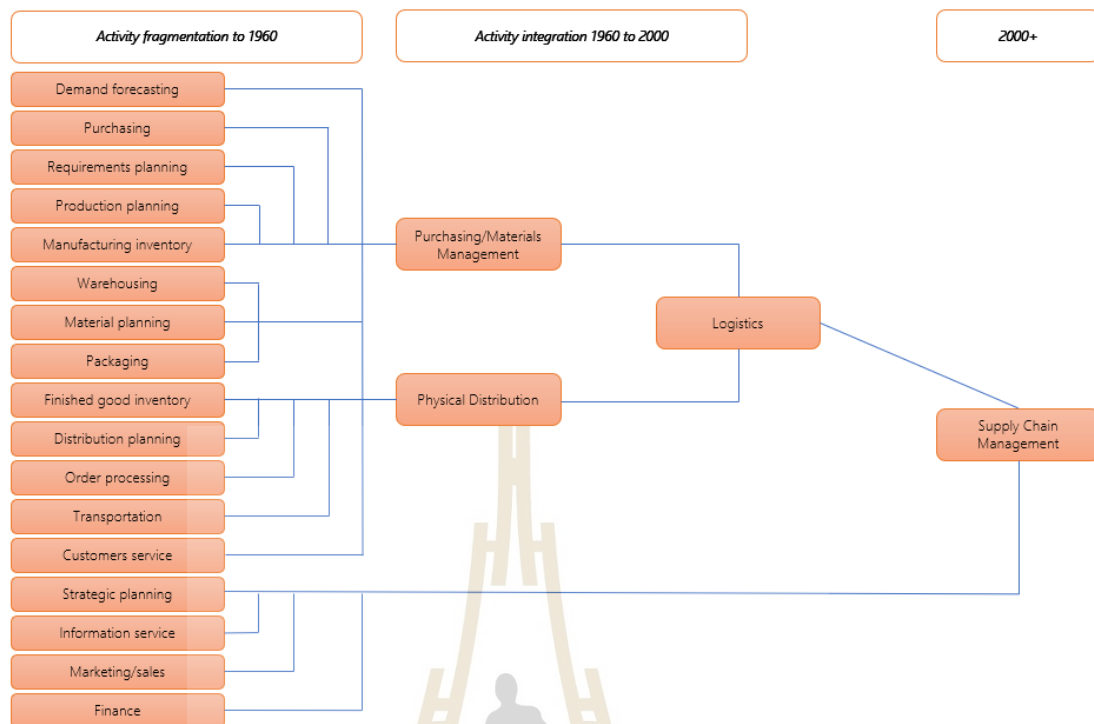 Activity fragmentation to 1960
Activity integration 1960 to 2000
2000+
Demand forecasting
Purchasing
Requirements planning
Production planning
Manufacturing inventory
Warehousing
Material planning
Packaging
Finished good inventory
Distribution planning
Order processing
Transportation
Customers service
Strategic planning
Information service
Marketing/sales
Finance
Purchasing/Materials
Management
Physical Distribution
Logistics
Supply Chain
Management